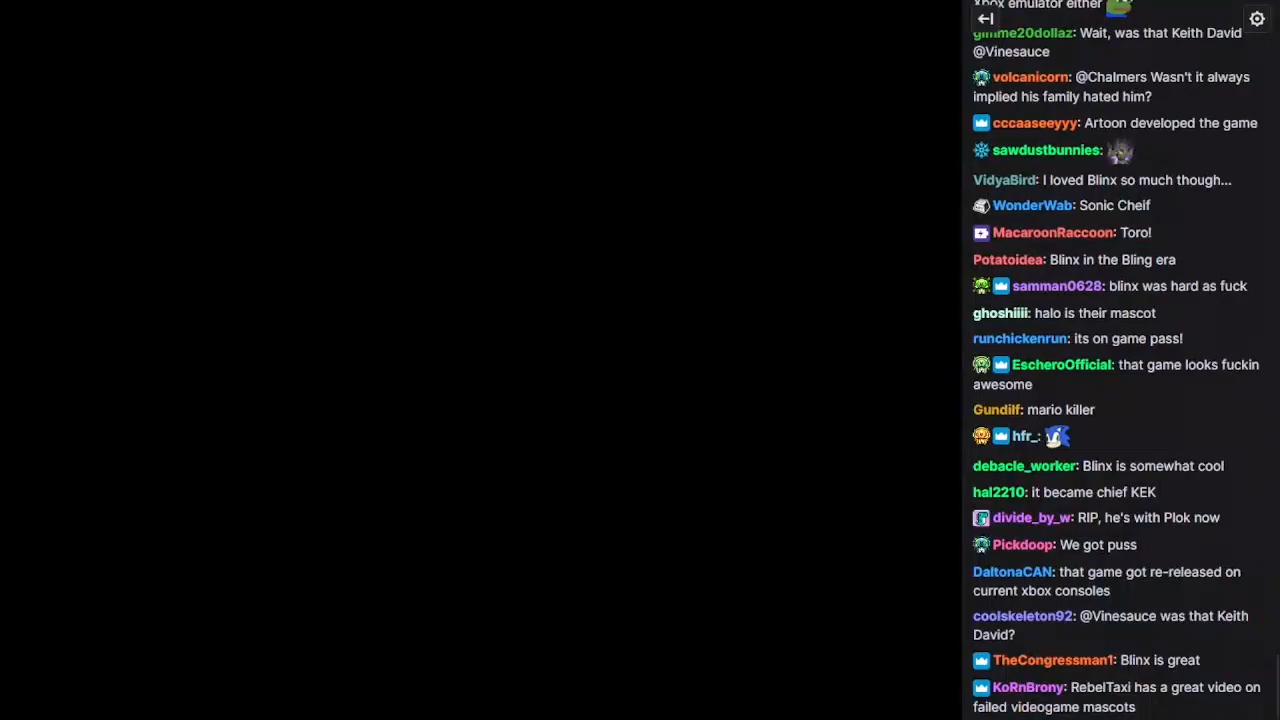 Xbox emulator either
gimme20dollaz: Wait, was that Keith David
@Vinesauce
volcanicorn: @Chalmers Wasn't it always
implied his family hated him?
cccaaseeyyy: Artoon developed the game
sawdustbunnies:
VidyaBird: I loved Blinx so much though...
WonderWab: Sonic Cheif
MacaroonRaccoon: Toro!
Potatoidea: Blinx in the Bling era
samman0628: blinx was hard as fuck
ghoshiiii: halo is their mascot
runchickenrun: its on game pass!
EscheroOfficial: that game looks fuckin
awesome
Gundilf: mario killer
hfr_:
debacle_worker: Blinx is somewhat cool
hal2210: it became chief KEK
divide_by_w: RIP, he's with Plok now
Pickdoop: We got puss
DaltonaCAN: that game got re-released on
current xbox consoles
coolskeleton92: @Vinesauce was that Keith
David?
TheCongressman1: Blinx is great
KoRnBrony: RebelTaxi has a great video on
failed videogame mascots